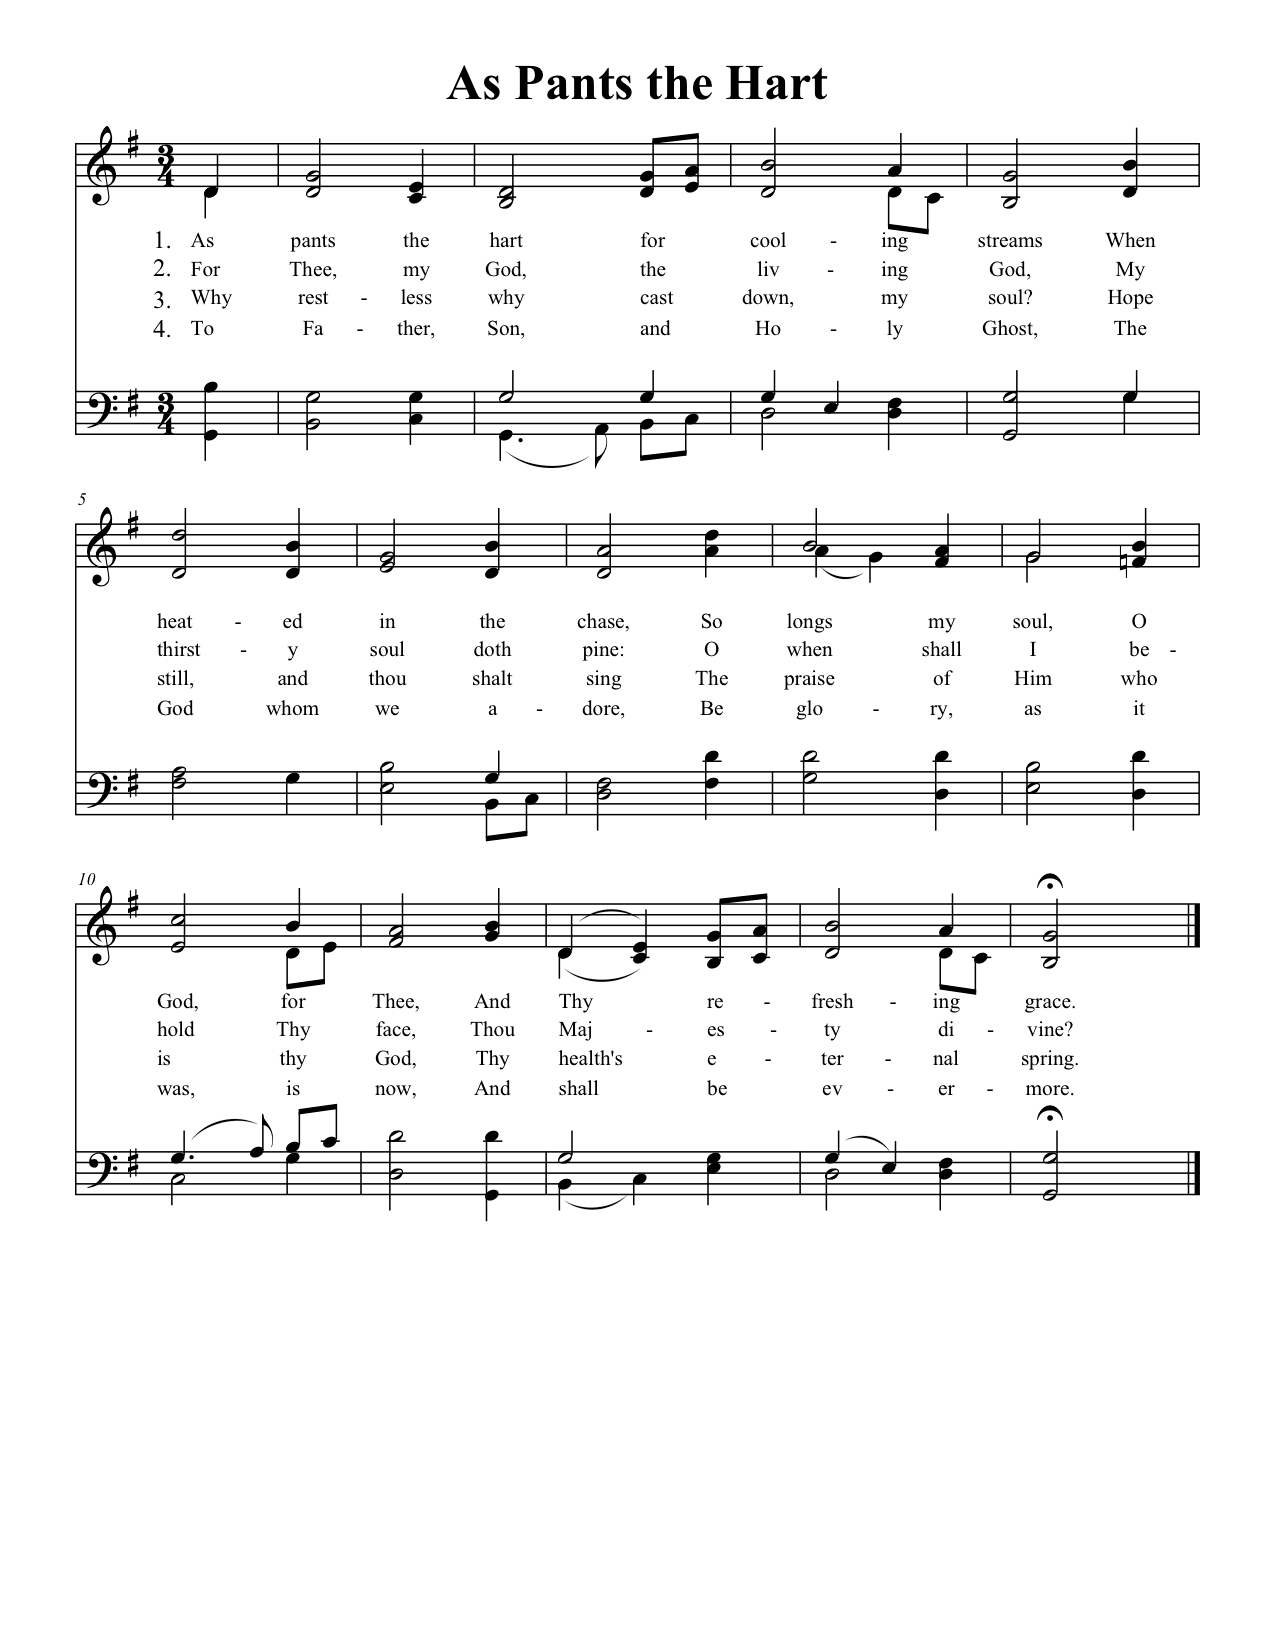 As Pants the Hart
3 4
1. As pants the hart for cool - ing streams When
2. For Thee, my God, the liv - ing God, My
3. Why rest - less why cast down, my soul? Hope
4. To Fa - ther, Son, and Ho - ly Ghost, The
3 4
5
heat - ed in the chase, So longs my soul, O
thirst - y soul doth pine: O when shall I be -
still, and thou shalt sing The praise of Him who
God whom we a - dore, Be glo - ry, as it
10
God, for Thee, And Thy re - fresh - ing grace.
hold Thy face, Thou Maj - es - ty di - vine?
is thy God, Thy health's e - ter - nal spring.
was, is now, And shall be ev - er - more.